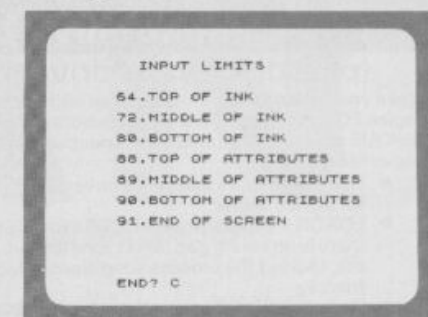 INPUT LIMITS
64.TOP OF INK
72.MIDDLE OF INK
80.BOTTOM OF INK
88.TOP OF ATTRIBUTES
89.MIDDLE OF ATTRIBUTES
90.BOTTOM OF ATTRIBUTES
91.END OF SCREEN
END? C